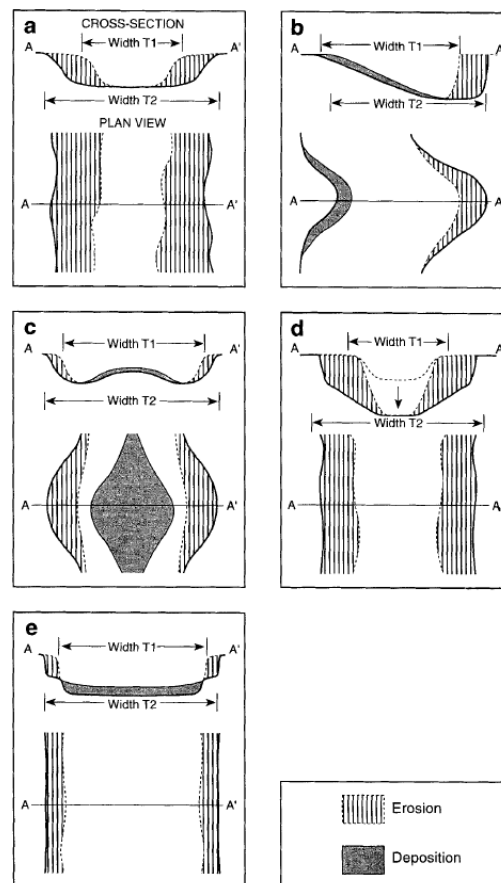 a
CROSS-SECTION
A A'
Width T1
Width T2
PLAN VIEW
A A'
b
A A'
Width T1
Width T2
A A'
c
A A'
Width T1
Width T2
A A'
d
A A
Width T1
Width T2
A A
e
A A'
Width T1
Width T2
A A'
Erosion
Deposition